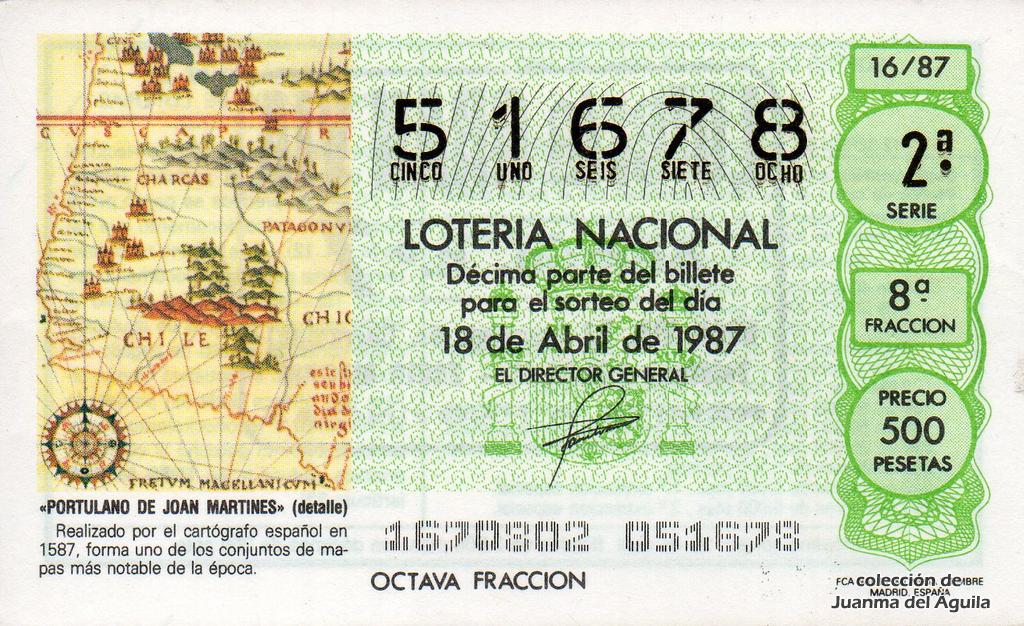 CVSCAPRI
CHARCAS
PATAGONV
CHILE
CHIC
FRETVM MAGELLANICVM
«PORTULANO DE JOAN MARTINES» (detalle)
Realizado por el cartógrafo español en
1587, forma uno de los conjuntos de ma-
pas más notable de la época.
5 1 6 7 8
CINCO UNO SEIS SIETE OCHO
LOTERIA NACIONAL
Décima parte del billete
para el sorteo del día
18 de Abril de 1987
EL DIRECTOR GENERAL
1670802 051678
OCTAVA FRACCION
16/87
2ª
SERIE
8ª
FRACCION
PRECIO
500
PESETAS
MADRID. ESPAÑA
colección de
Juanma del Aguila